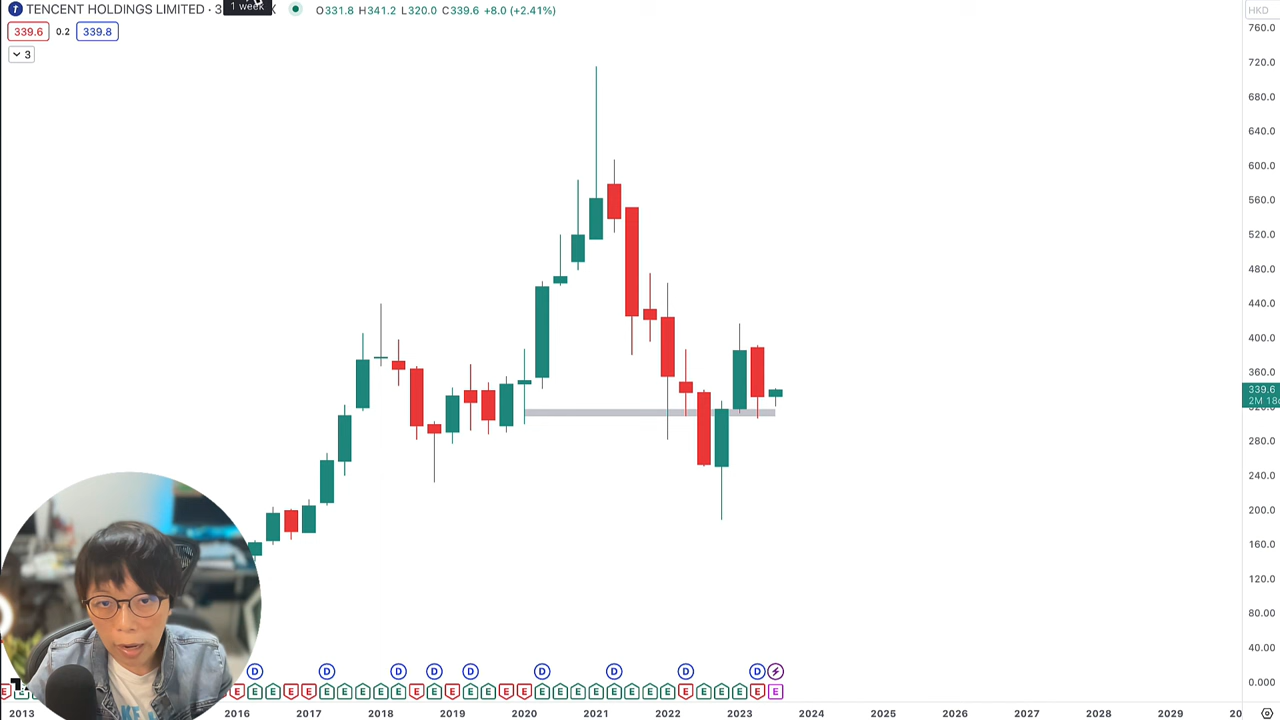 TENCENT HOLDINGS LIMITED · 3
1 week
X
O331.8 H341.2 L320.0 C339.6 +8.0 (+2.41%)
HKD
339.6 0.2 339.8
3
760.0
720.0
680.0
640.0
600.0
560.0
520.0
480.0
440.0
400.0
360.0
339.6
2M 18d
280.0
240.0
200.0
160.0
120.0
80.00
40.00
0.000
D D D D D D D D D
E E E E E E E E E E E E E E E E E E E E E E E E E E E E E E E E
2013 2016 2017 2018 2019 2020 2021 2022 2023 2024 2025 2026 2027 2028 2029 20